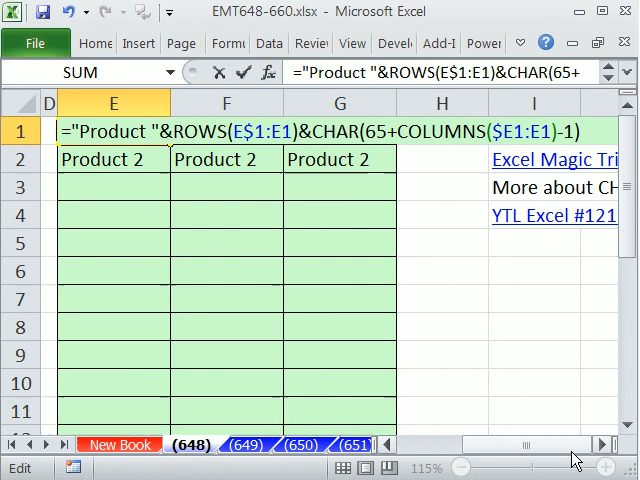 EMT648-660.xlsx - Microsoft Excel
File Home Insert Page Formu Data Review View Devel Add-I Power
SUM ="Product "&ROWS(E$1:E1)&CHAR(65+
D E F G H I
1 ="Product "&ROWS(E$1:E1)&CHAR(65+COLUMNS($E1:E1)-1)
2 Product 2 Product 2 Product 2 Excel Magic Tri
3 More about CH
4 YTL Excel #121
5
6
7
8
9
10
11
New Book (648) (649) (650) (651)
Edit 115%